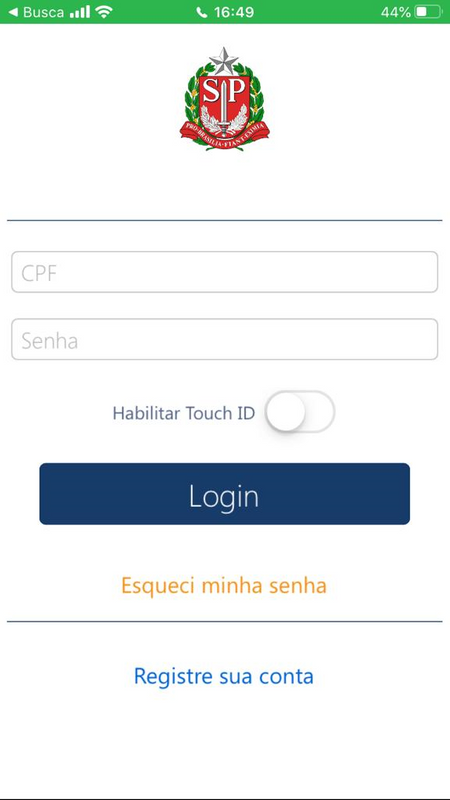 Busca 16:49 44%
SP
PRO·BRASILIA·FIANT·EXIMIA
CPF
Senha
Habilitar Touch ID
Login
Esqueci minha senha
Registre sua conta